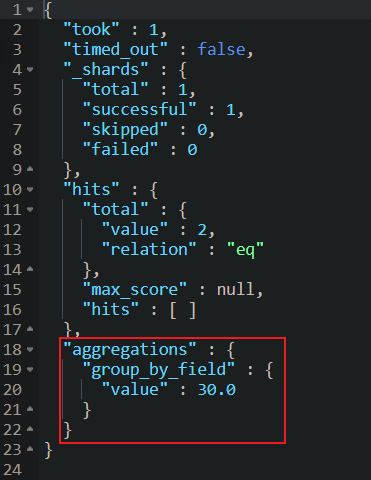 1 {
2 "took" : 1,
3 "timed_out" : false,
4 "_shards" : {
5 "total" : 1,
6 "successful" : 1,
7 "skipped" : 0,
8 "failed" : 0
9 },
10 "hits" : {
11 "total" : {
12 "value" : 2,
13 "relation" : "eq"
14 },
15 "max_score" : null,
16 "hits" : [ ]
17 },
18 "aggregations" : {
19 "group_by_field" : {
20 "value" : 30.0
21 }
22 }
23 }
24